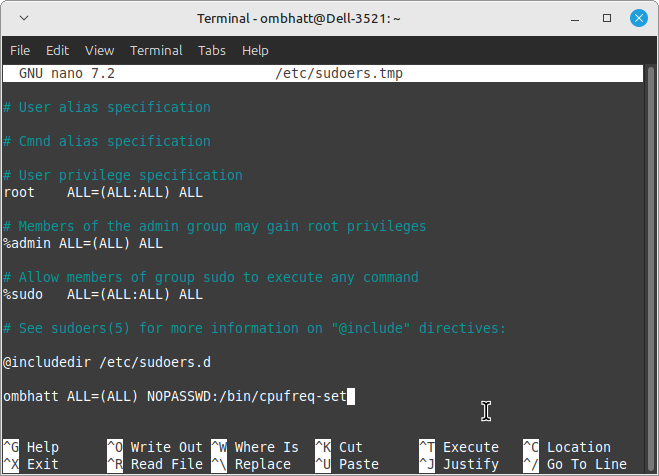 Terminal - ombhatt@Dell-3521: ~
File Edit View Terminal Tabs Help
GNU nano 7.2 /etc/sudoers.tmp
# User alias specification
# Cmnd alias specification
# User privilege specification
root ALL=(ALL:ALL) ALL
# Members of the admin group may gain root privileges
%admin ALL=(ALL) ALL
# Allow members of group sudo to execute any command
%sudo ALL=(ALL:ALL) ALL
# See sudoers(5) for more information on "@include" directives:
@includedir /etc/sudoers.d
ombhatt ALL=(ALL) NOPASSWD:/bin/cpufreq-set
^G Help ^O Write Out ^W Where Is ^K Cut ^T Execute ^C Location
^X Exit ^R Read File ^\ Replace ^U Paste ^J Justify ^/ Go To Line